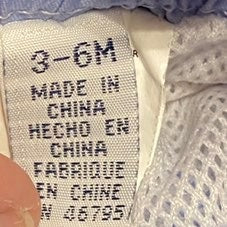 3-6M
MADE IN
CHINA
HECHO EN
CHINA
FABRIQUE
EN CHINE
N 46795